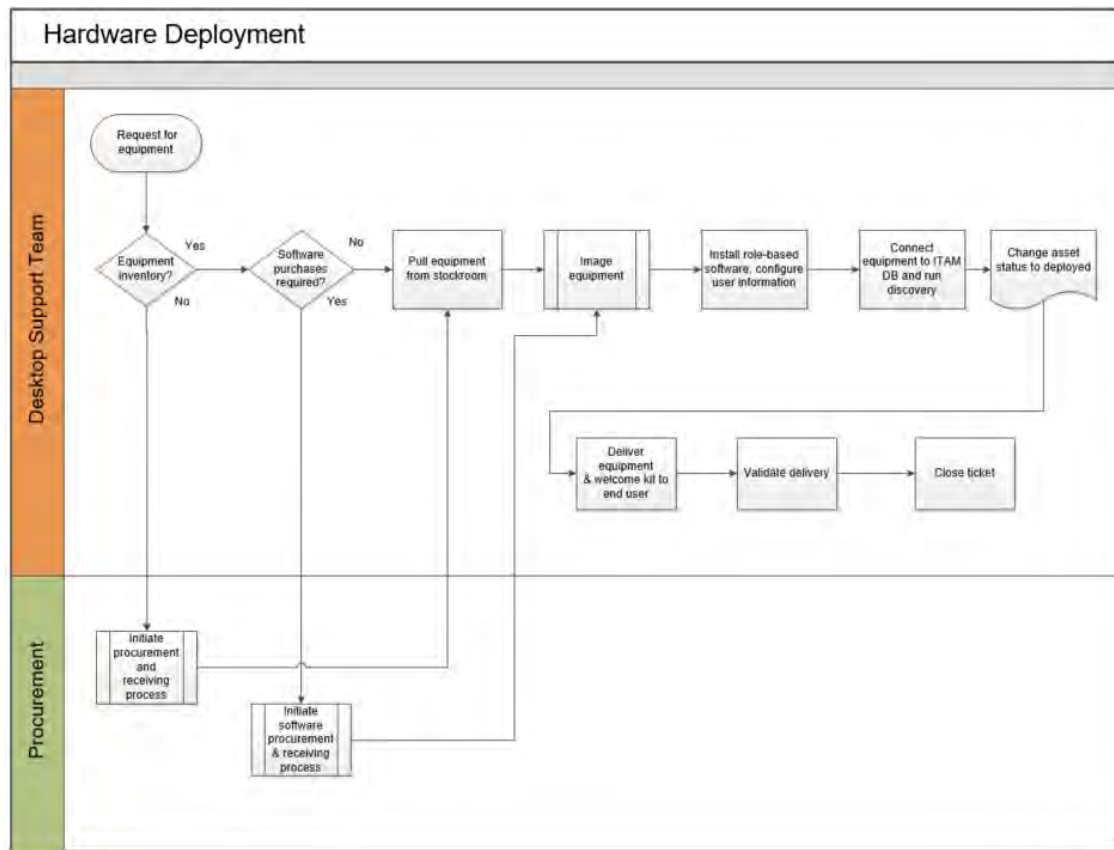 Hardware Deployment
Desktop Support Team
Request for
equipment
Equipment
inventory?
Yes
No
Software
purchases
required?
No
Yes
Pull equipment
from stockroom
Image
equipment
Install role-based
software, configure
user information
Connect
equipment to ITAM
DB and run
discovery
Change asset
status to deployed
Deliver
equipment
& welcome kit to
end user
Validate delivery
Close ticket
Procurement
Initiate
procurement
and
receiving
process
Initiate
software
procurement
& receiving
process